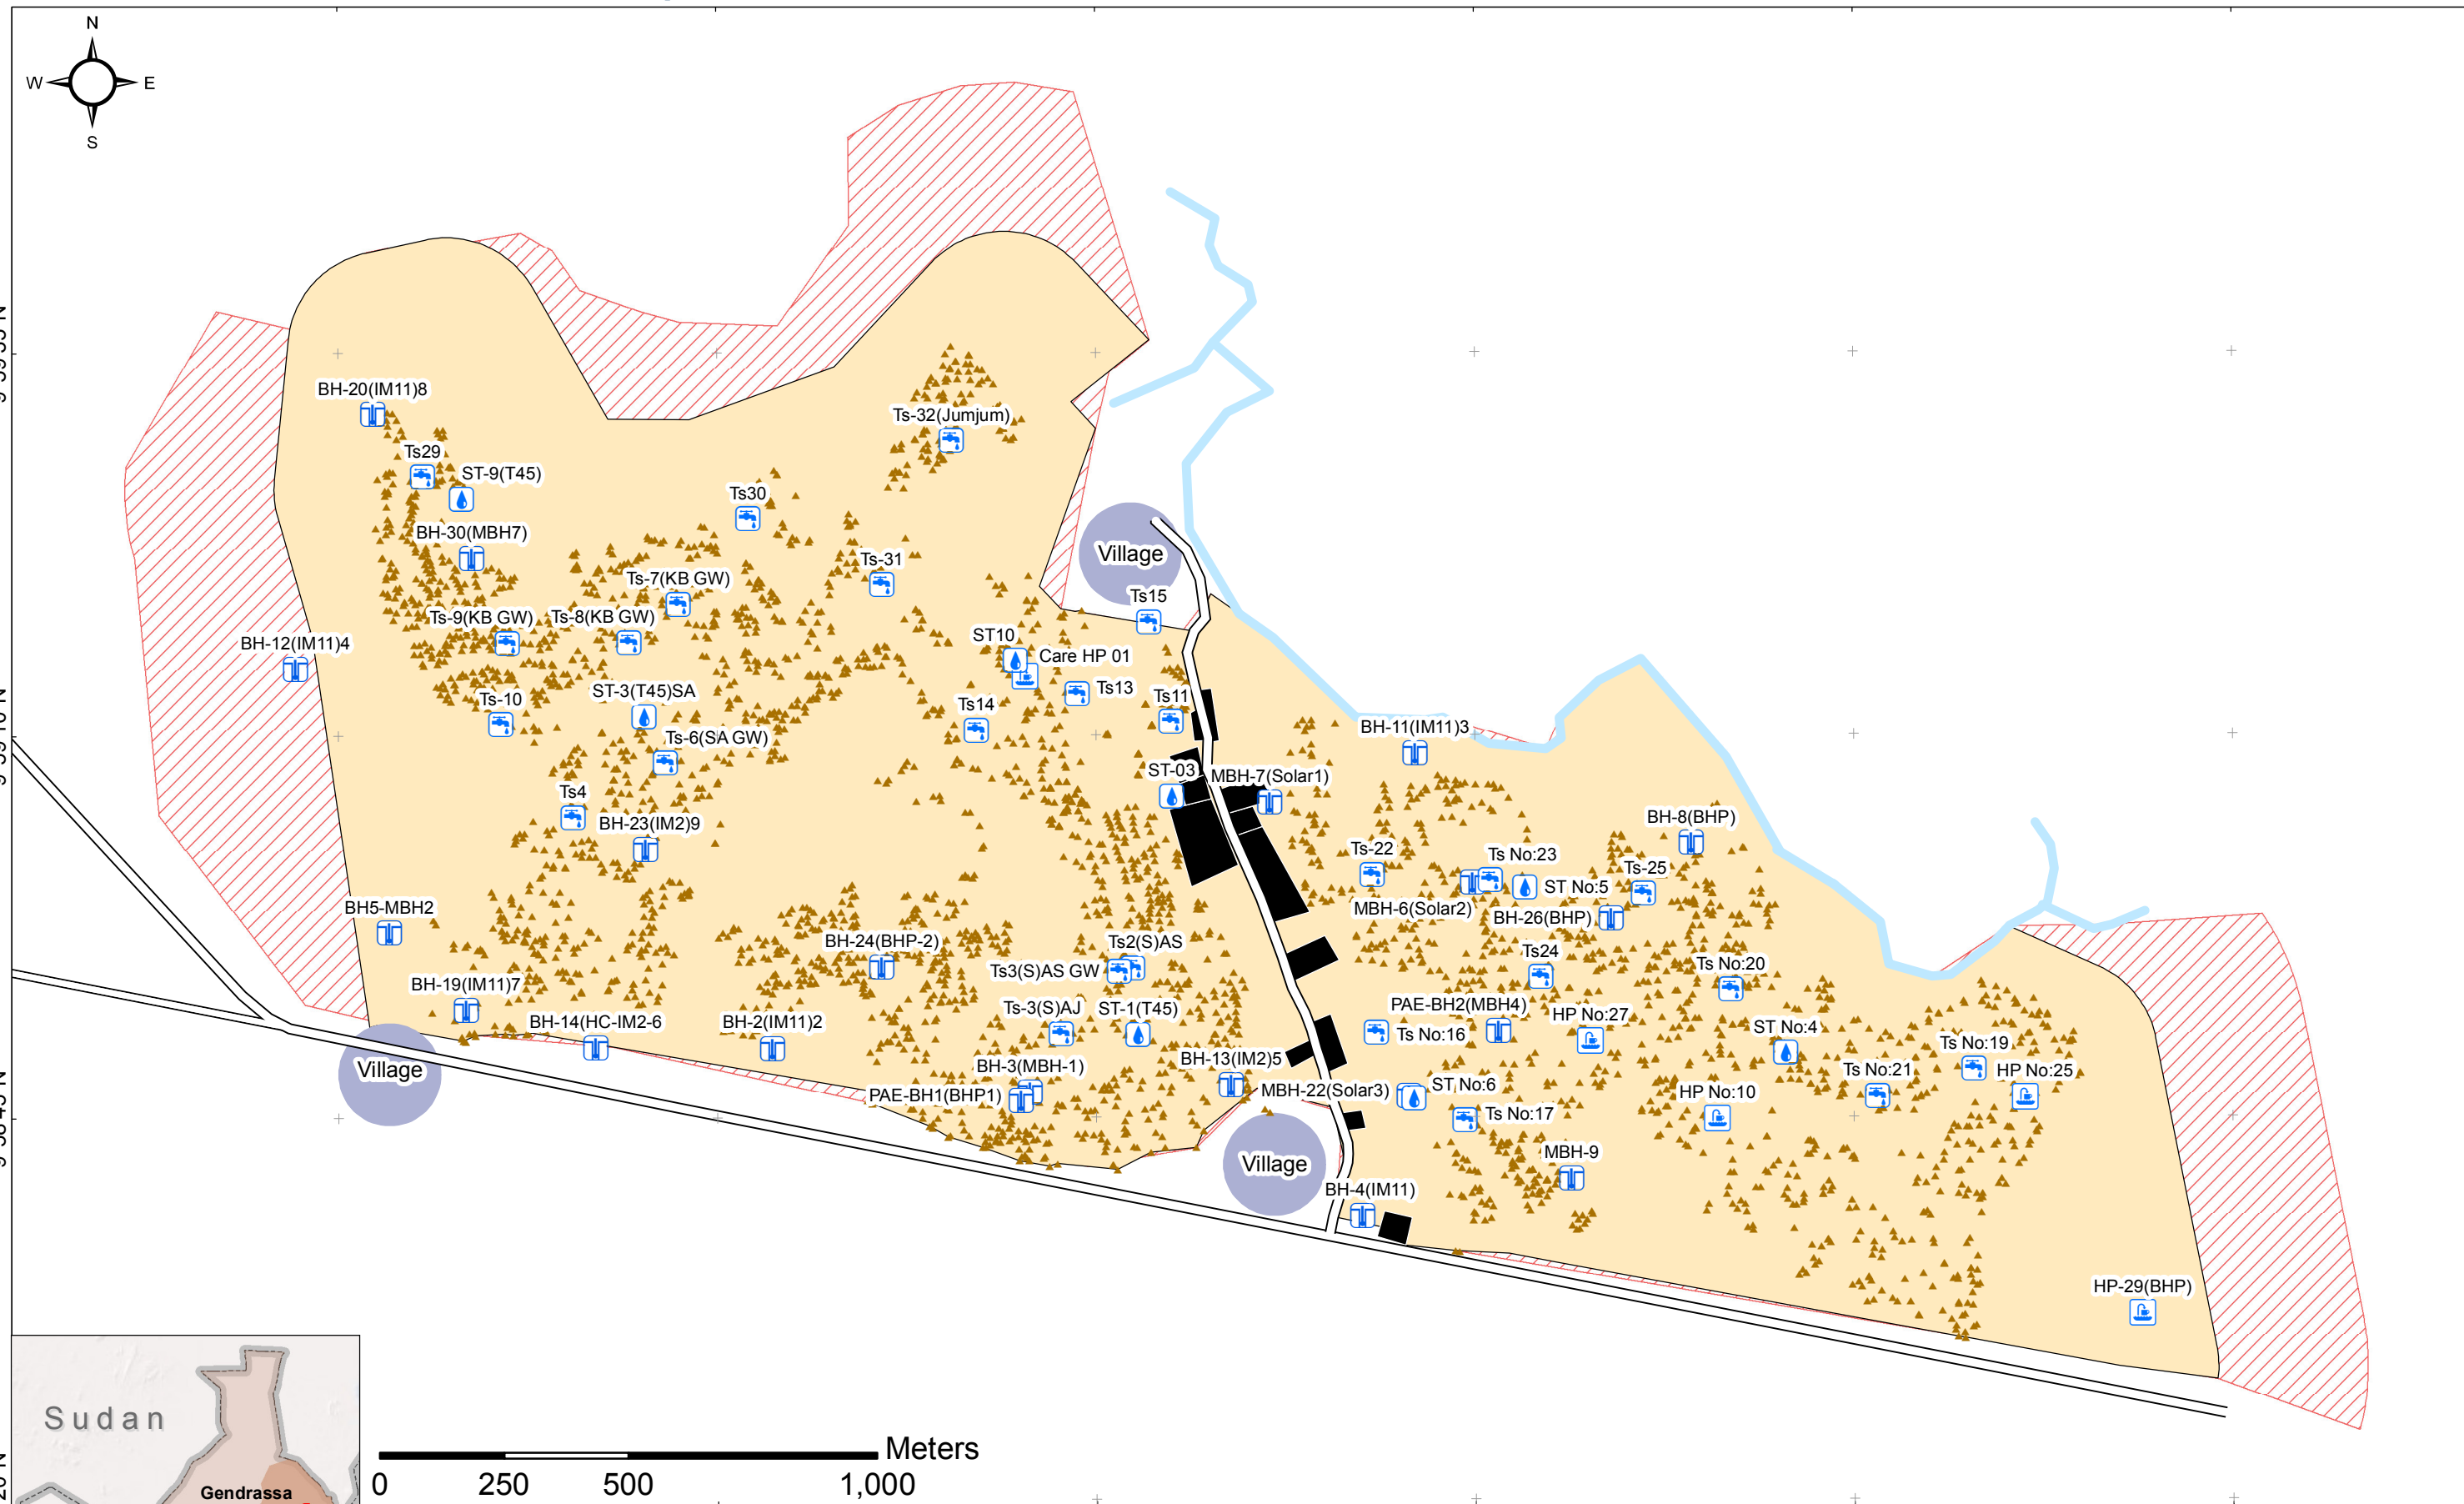 N
W E
S
BH-20(IM11)8
Ts-32(Jumjum)
Ts29
ST-9(T45)
Ts30
BH-30(MBH7)
Village
Ts-31
Ts-7(KB GW)
Ts15
Ts-9(KB GW)
Ts-8(KB GW)
BH-12(IM11)4
ST10
Care HP 01
Ts13
ST-3(T45)SA
Ts-10
Ts14
Ts11
BH-11(IM11)3
Ts-6(SA GW)
ST-03
MBH-7(Solar1)
Ts4
BH-23(IM2)9
BH-8(BHP)
Ts-22
Ts No:23
Ts-25
ST No:5
BH5-MBH2
MBH-6(Solar2)
BH-26(BHP)
BH-24(BHP-2)
Ts2(S)AS
Ts24
Ts3(S)AS GW
Ts No:20
BH-19(IM11)7
PAE-BH2(MBH4)
Ts-3(S)AJ
ST-1(T45)
HP No:27
BH-14(HC-IM2-6
BH-2(IM11)2
Ts No:16
ST No:4
Ts No:19
BH-13(IM2)5
BH-3(MBH-1)
Village
Ts No:21
HP No:25
ST No:6
MBH-22(Solar3)
PAE-BH1(BHP1)
HP No:10
Ts No:17
MBH-9
Village
BH-4(IM11)
HP-29(BHP)
Sudan
Meters
0 250 500 1,000
Gendrassa